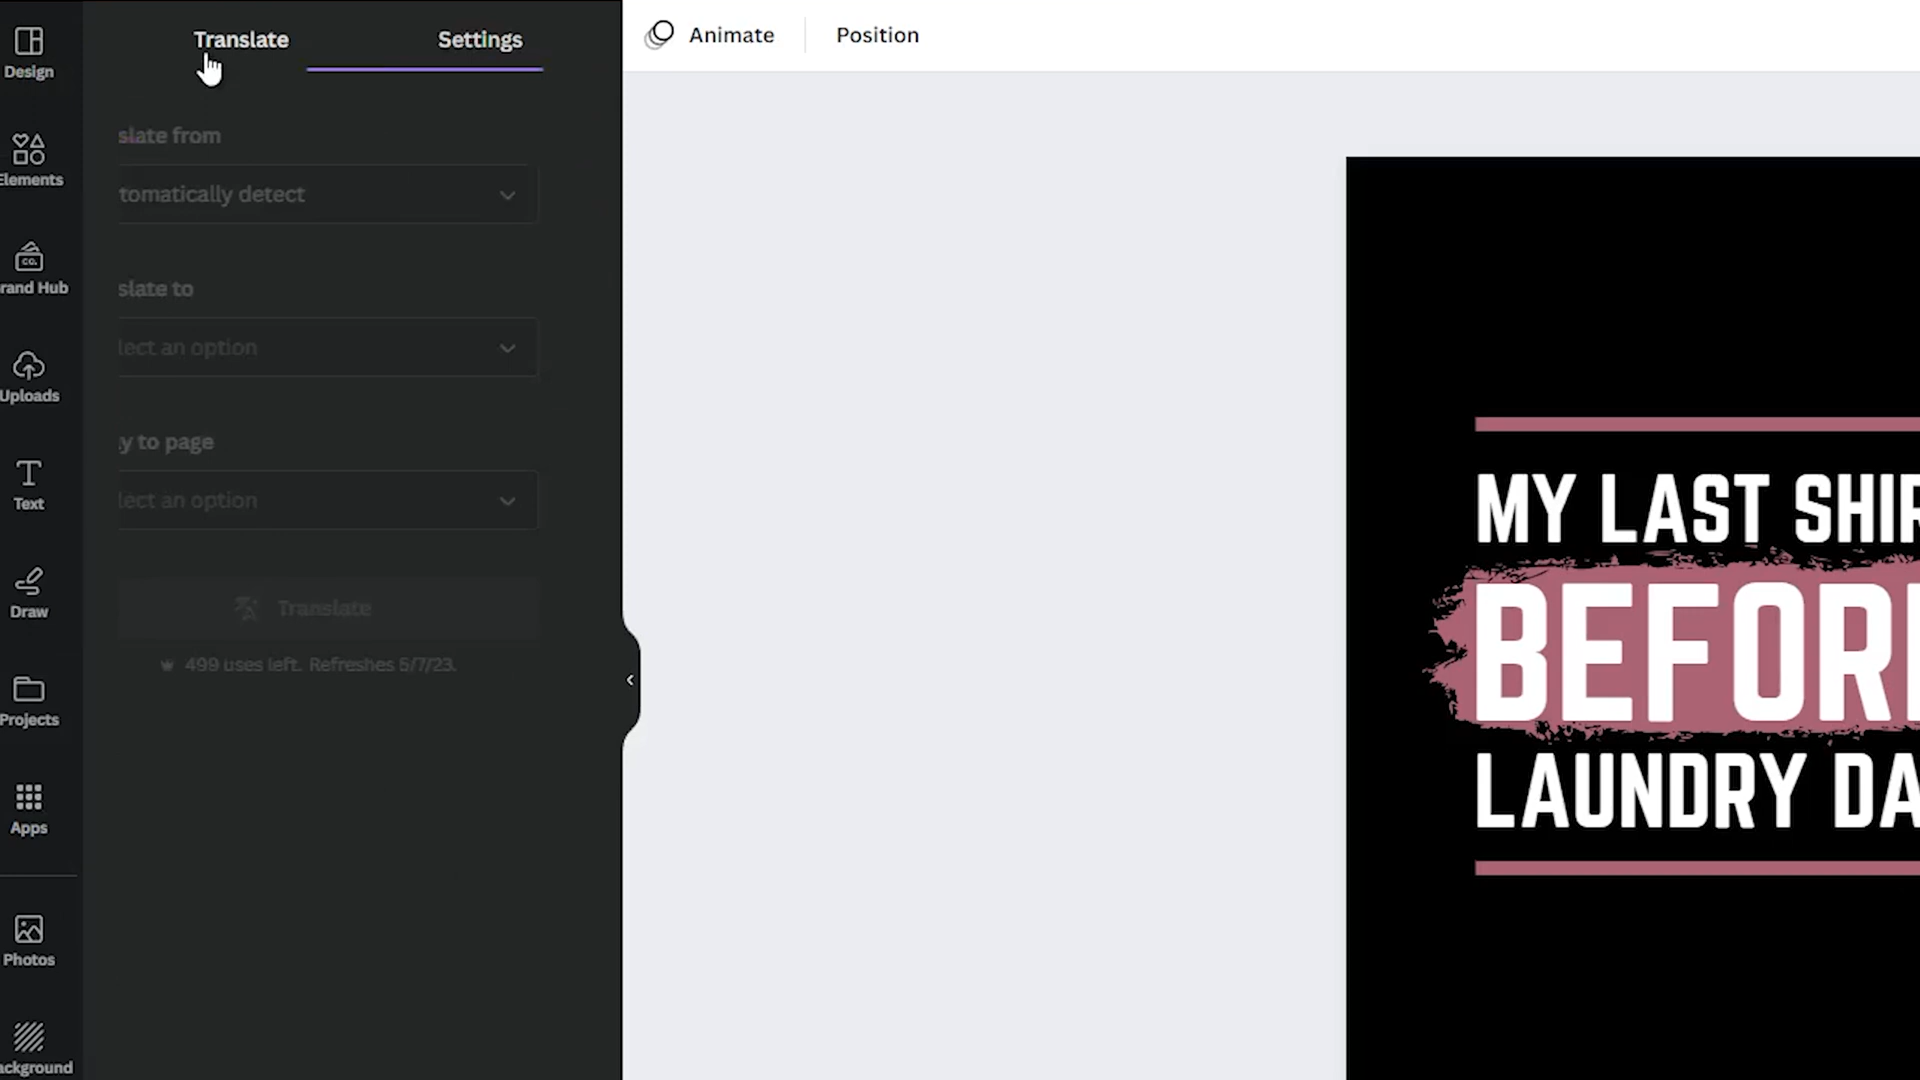 Design
Elements
rand Hub
CO.
Uploads
Text
Draw
Projects
Apps
Photos
ackground
Translate
Settings
slate from
tomatically detect
slate to
lect an option
y to page
lect an option
Translate
499 uses left. Refreshes 5/7/23.
Animate
Position
MY LAST SHIR
BEFOR
LAUNDRY DA